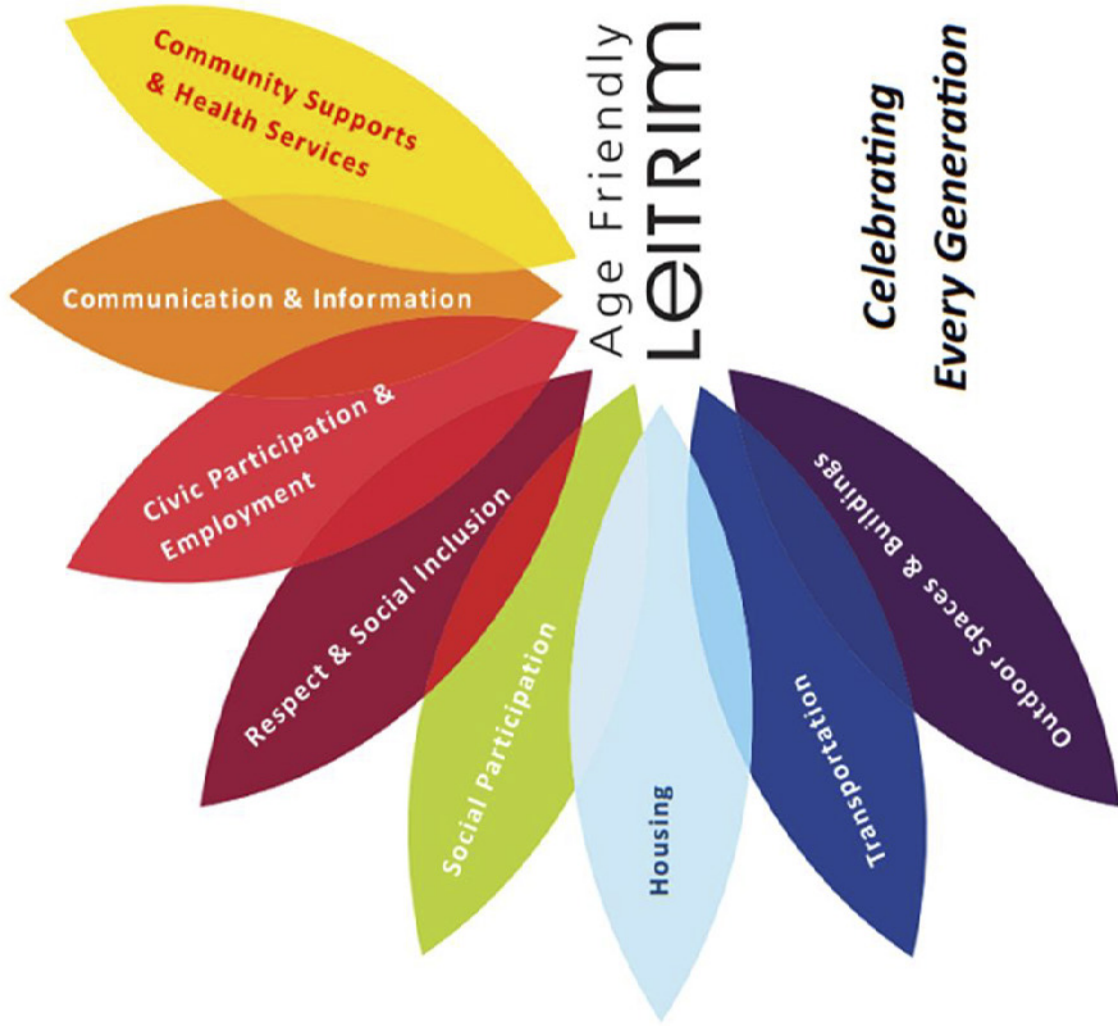 Community Supports
& Health Services
Communication & Information
Civic Participation &
Employment
Respect & Social Inclusion
Social Participation
Housing
Transportation
Outdoor Spaces & Buildings
Age Friendly
LeITRIm
Celebrating
Every Generation